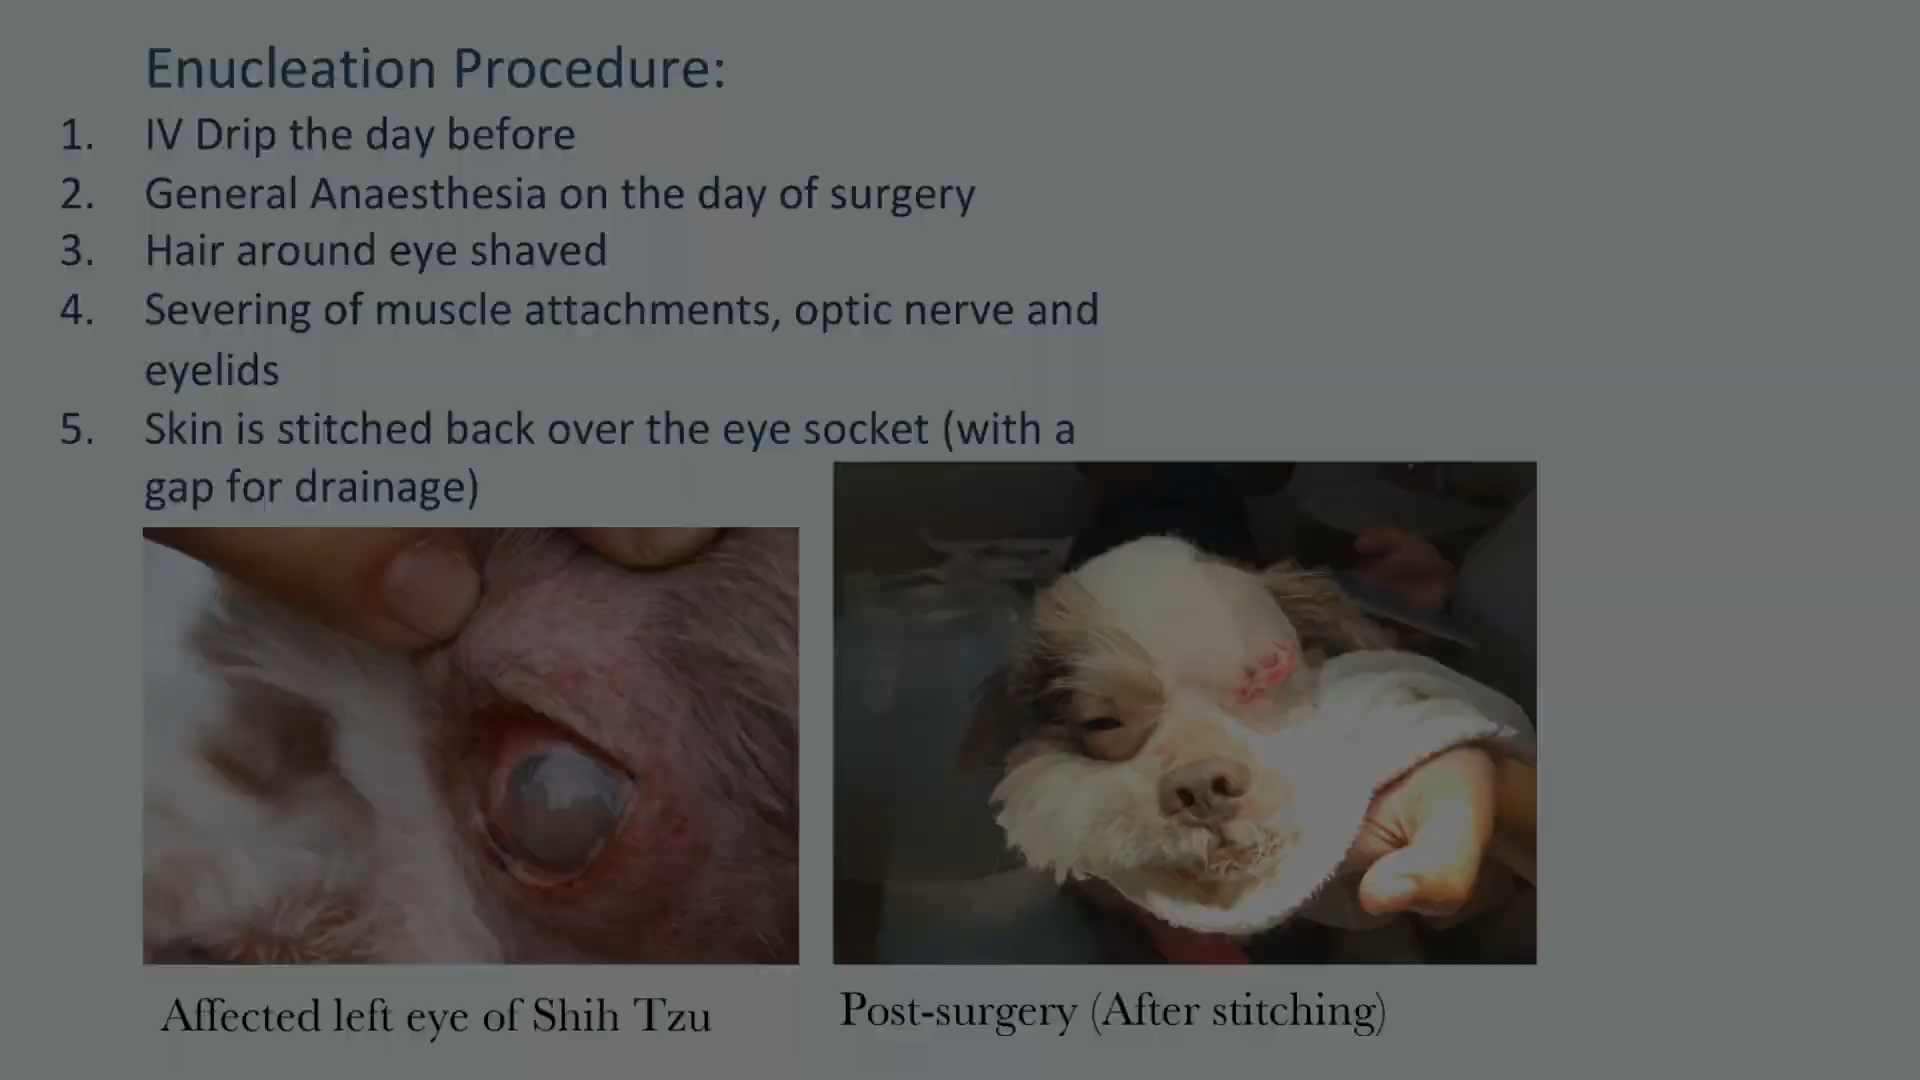 Enucleation Procedure:
1. IV Drip the day before
2. General Anaesthesia on the day of surgery
3. Hair around eye shaved
4. Severing of muscle attachments, optic nerve and
eyelids
5. Skin is stitched back over the eye socket (with a
gap for drainage)
Affected left eye of Shih Tzu
Post-surgery (After stitching)